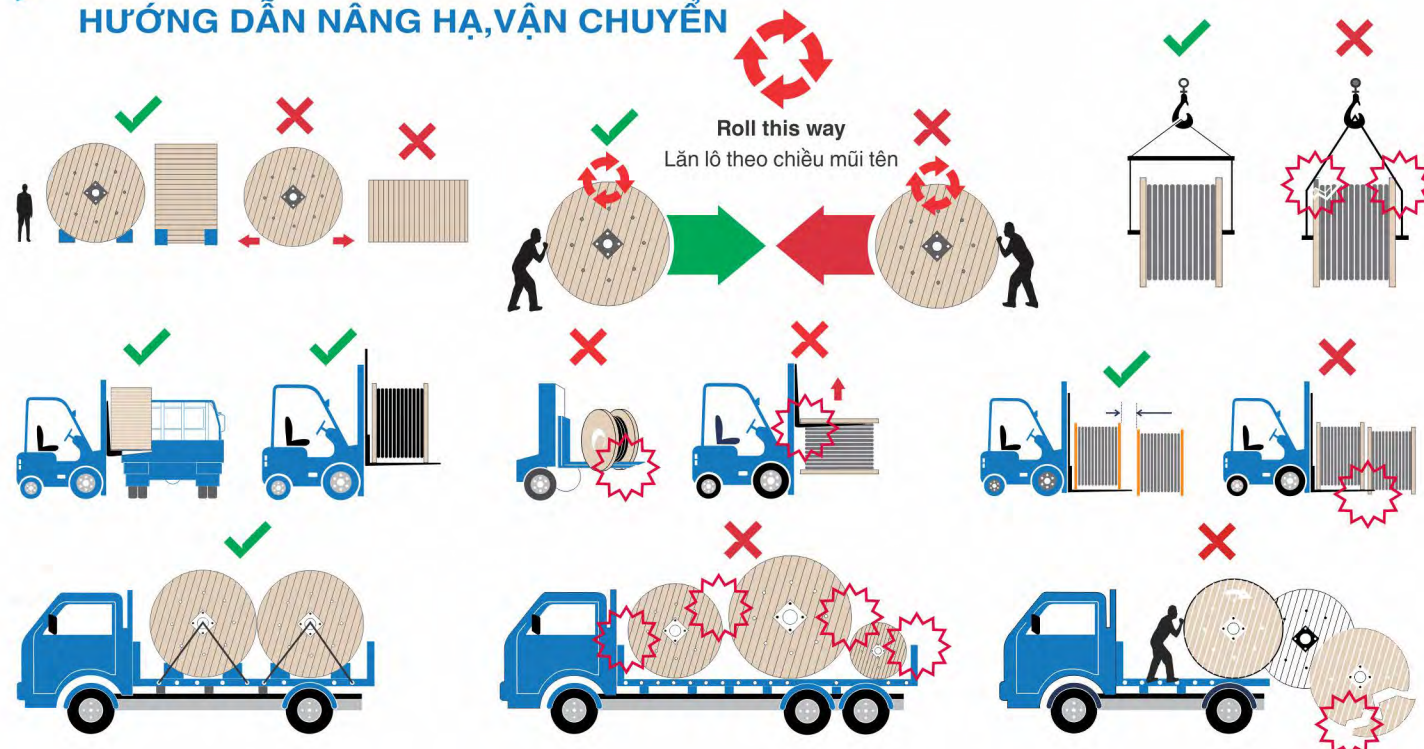 HƯỚNG DẪN NÂNG HẠ,VẬN CHUYỂN
Roll this way
Lăn lô theo chiều mũi tên